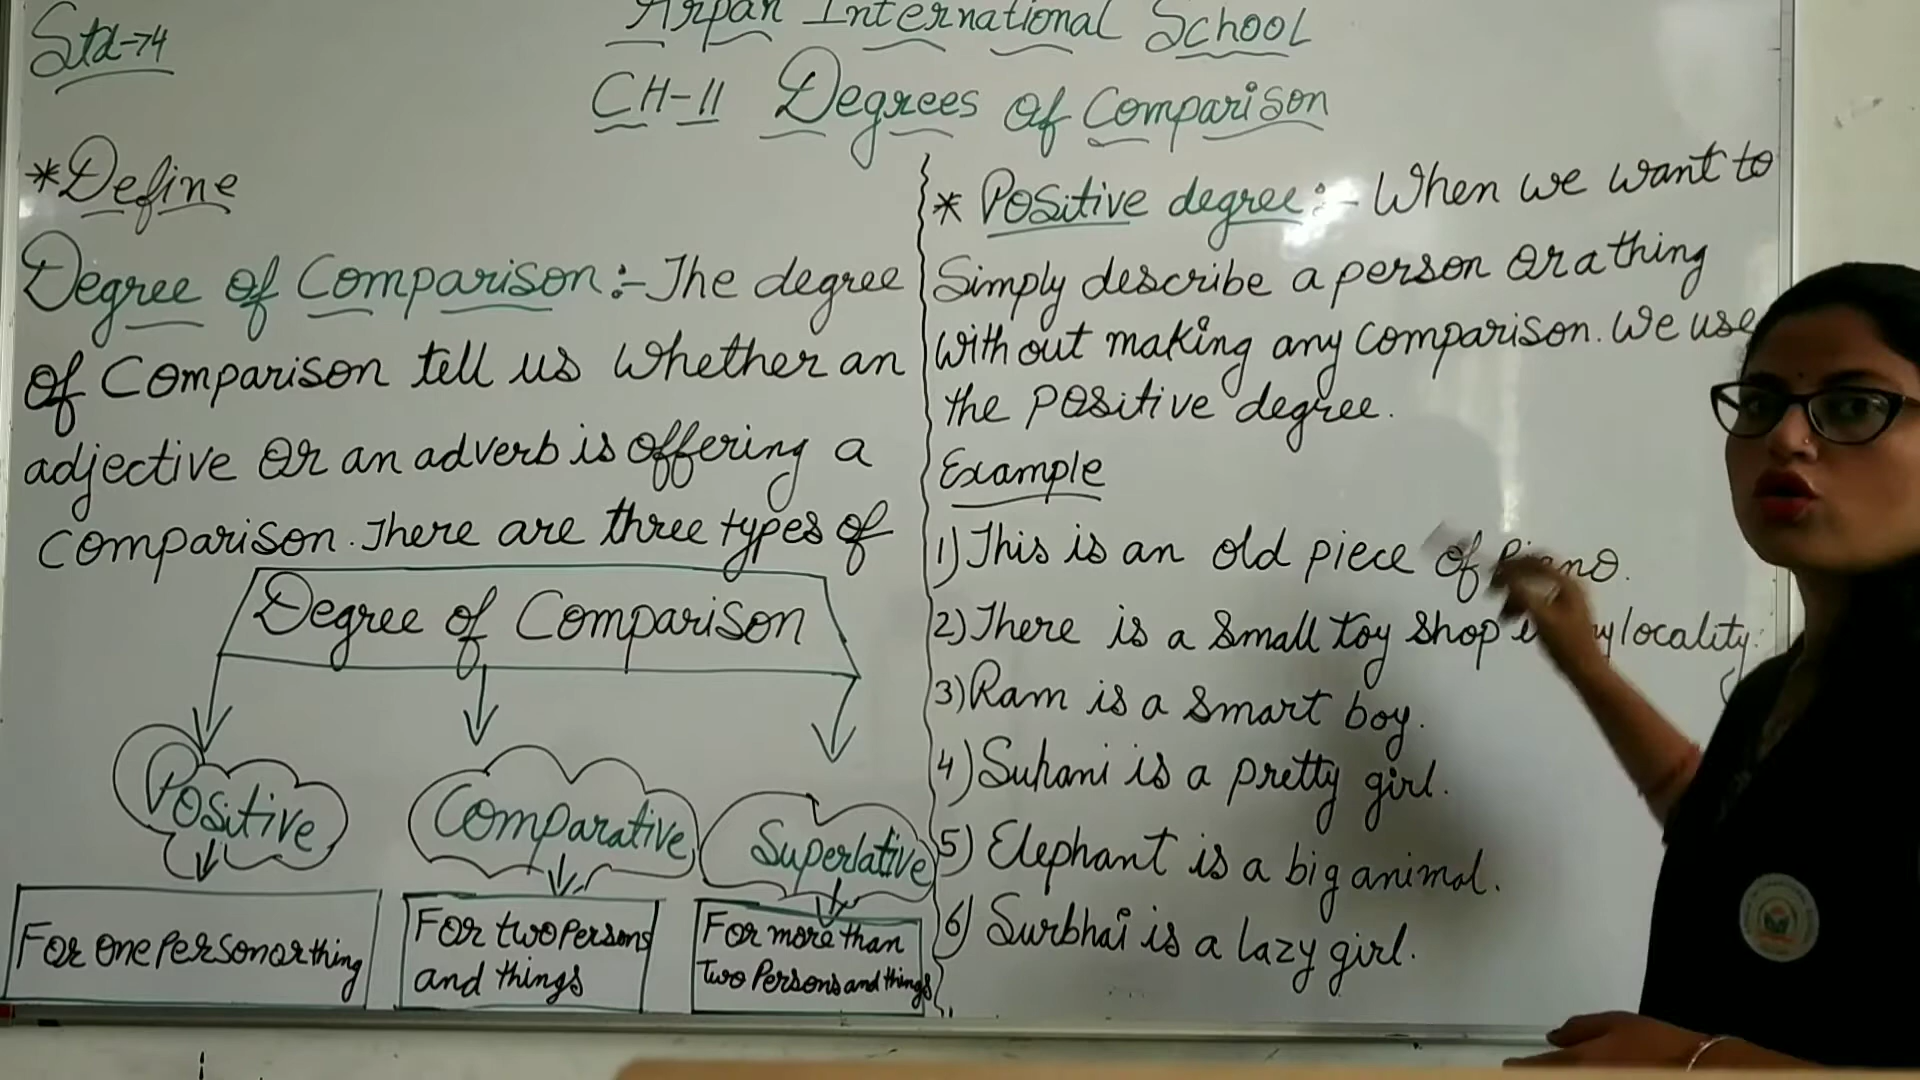 Std→4
Arpan International School
CH-11 Degrees of Comparison
*Define
Degree of Comparison:- The degree
of Comparison tell us whether an
adjective or an adverb is offering a
Comparison. There are three types of
Degree of Comparison
Positive
Comparative
Superlative
For one Person or thing
For two Persons
and things
For more than
two Persons and things
* Positive degree:- When we want to
Simply describe a person or a thing
without making any comparison. We use
the Positive degree.
Example
1) This is an old piece of
2) There is a small toy shop locality.
3) Ram is a smart boy.
4) Suhani is a pretty girl.
5) Elephant is a big animal.
6) Surbhai is a lazy girl.